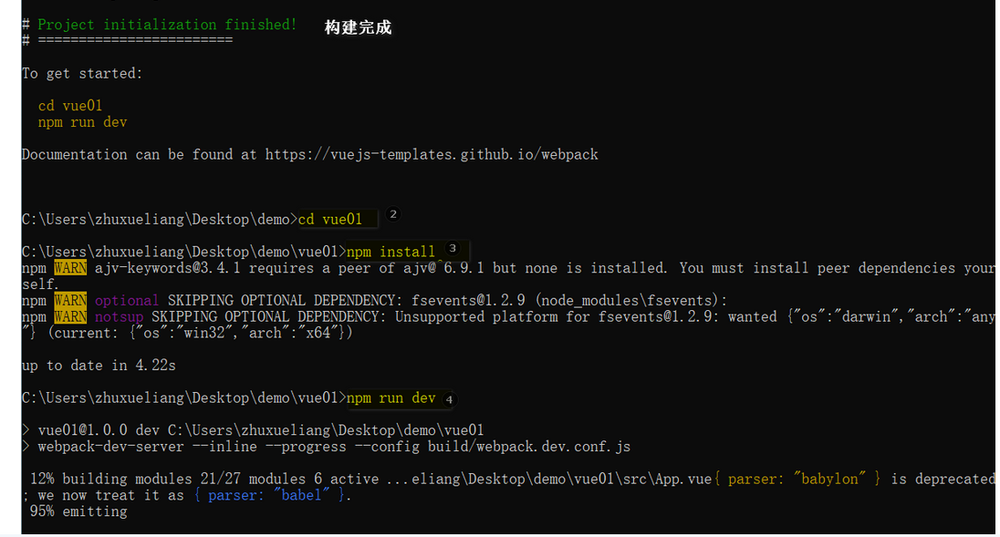 # Project initialization finished! 构建完成
# ========================
To get started:
cd vue01
npm run dev
Documentation can be found at https://vuejs-templates.github.io/webpack
C:\Users\zhuxueliang\Desktop\demo>cd vue01 2
C:\Users\zhuxueliang\Desktop\demo\vue01>npm install 3
npm WARN ajv-keywords@3.4.1 requires a peer of ajv@^6.9.1 but none is installed. You must install peer dependencies your
self.
npm WARN optional SKIPPING OPTIONAL DEPENDENCY: fsevents@1.2.9 (node_modules\fsevents):
npm WARN notsup SKIPPING OPTIONAL DEPENDENCY: Unsupported platform for fsevents@1.2.9: wanted {"os":"darwin","arch":"any
"} (current: {"os":"win32","arch":"x64"})
up to date in 4.22s
C:\Users\zhuxueliang\Desktop\demo\vue01>npm run dev 4
> vue01@1.0.0 dev C:\Users\zhuxueliang\Desktop\demo\vue01
> webpack-dev-server --inline --progress --config build/webpack.dev.conf.js
12% building modules 21/27 modules 6 active ...eliang\Desktop\demo\vue01\src\App.vue{ parser: "babylon" } is deprecated
; we now treat it as { parser: "babel" }.
95% emitting